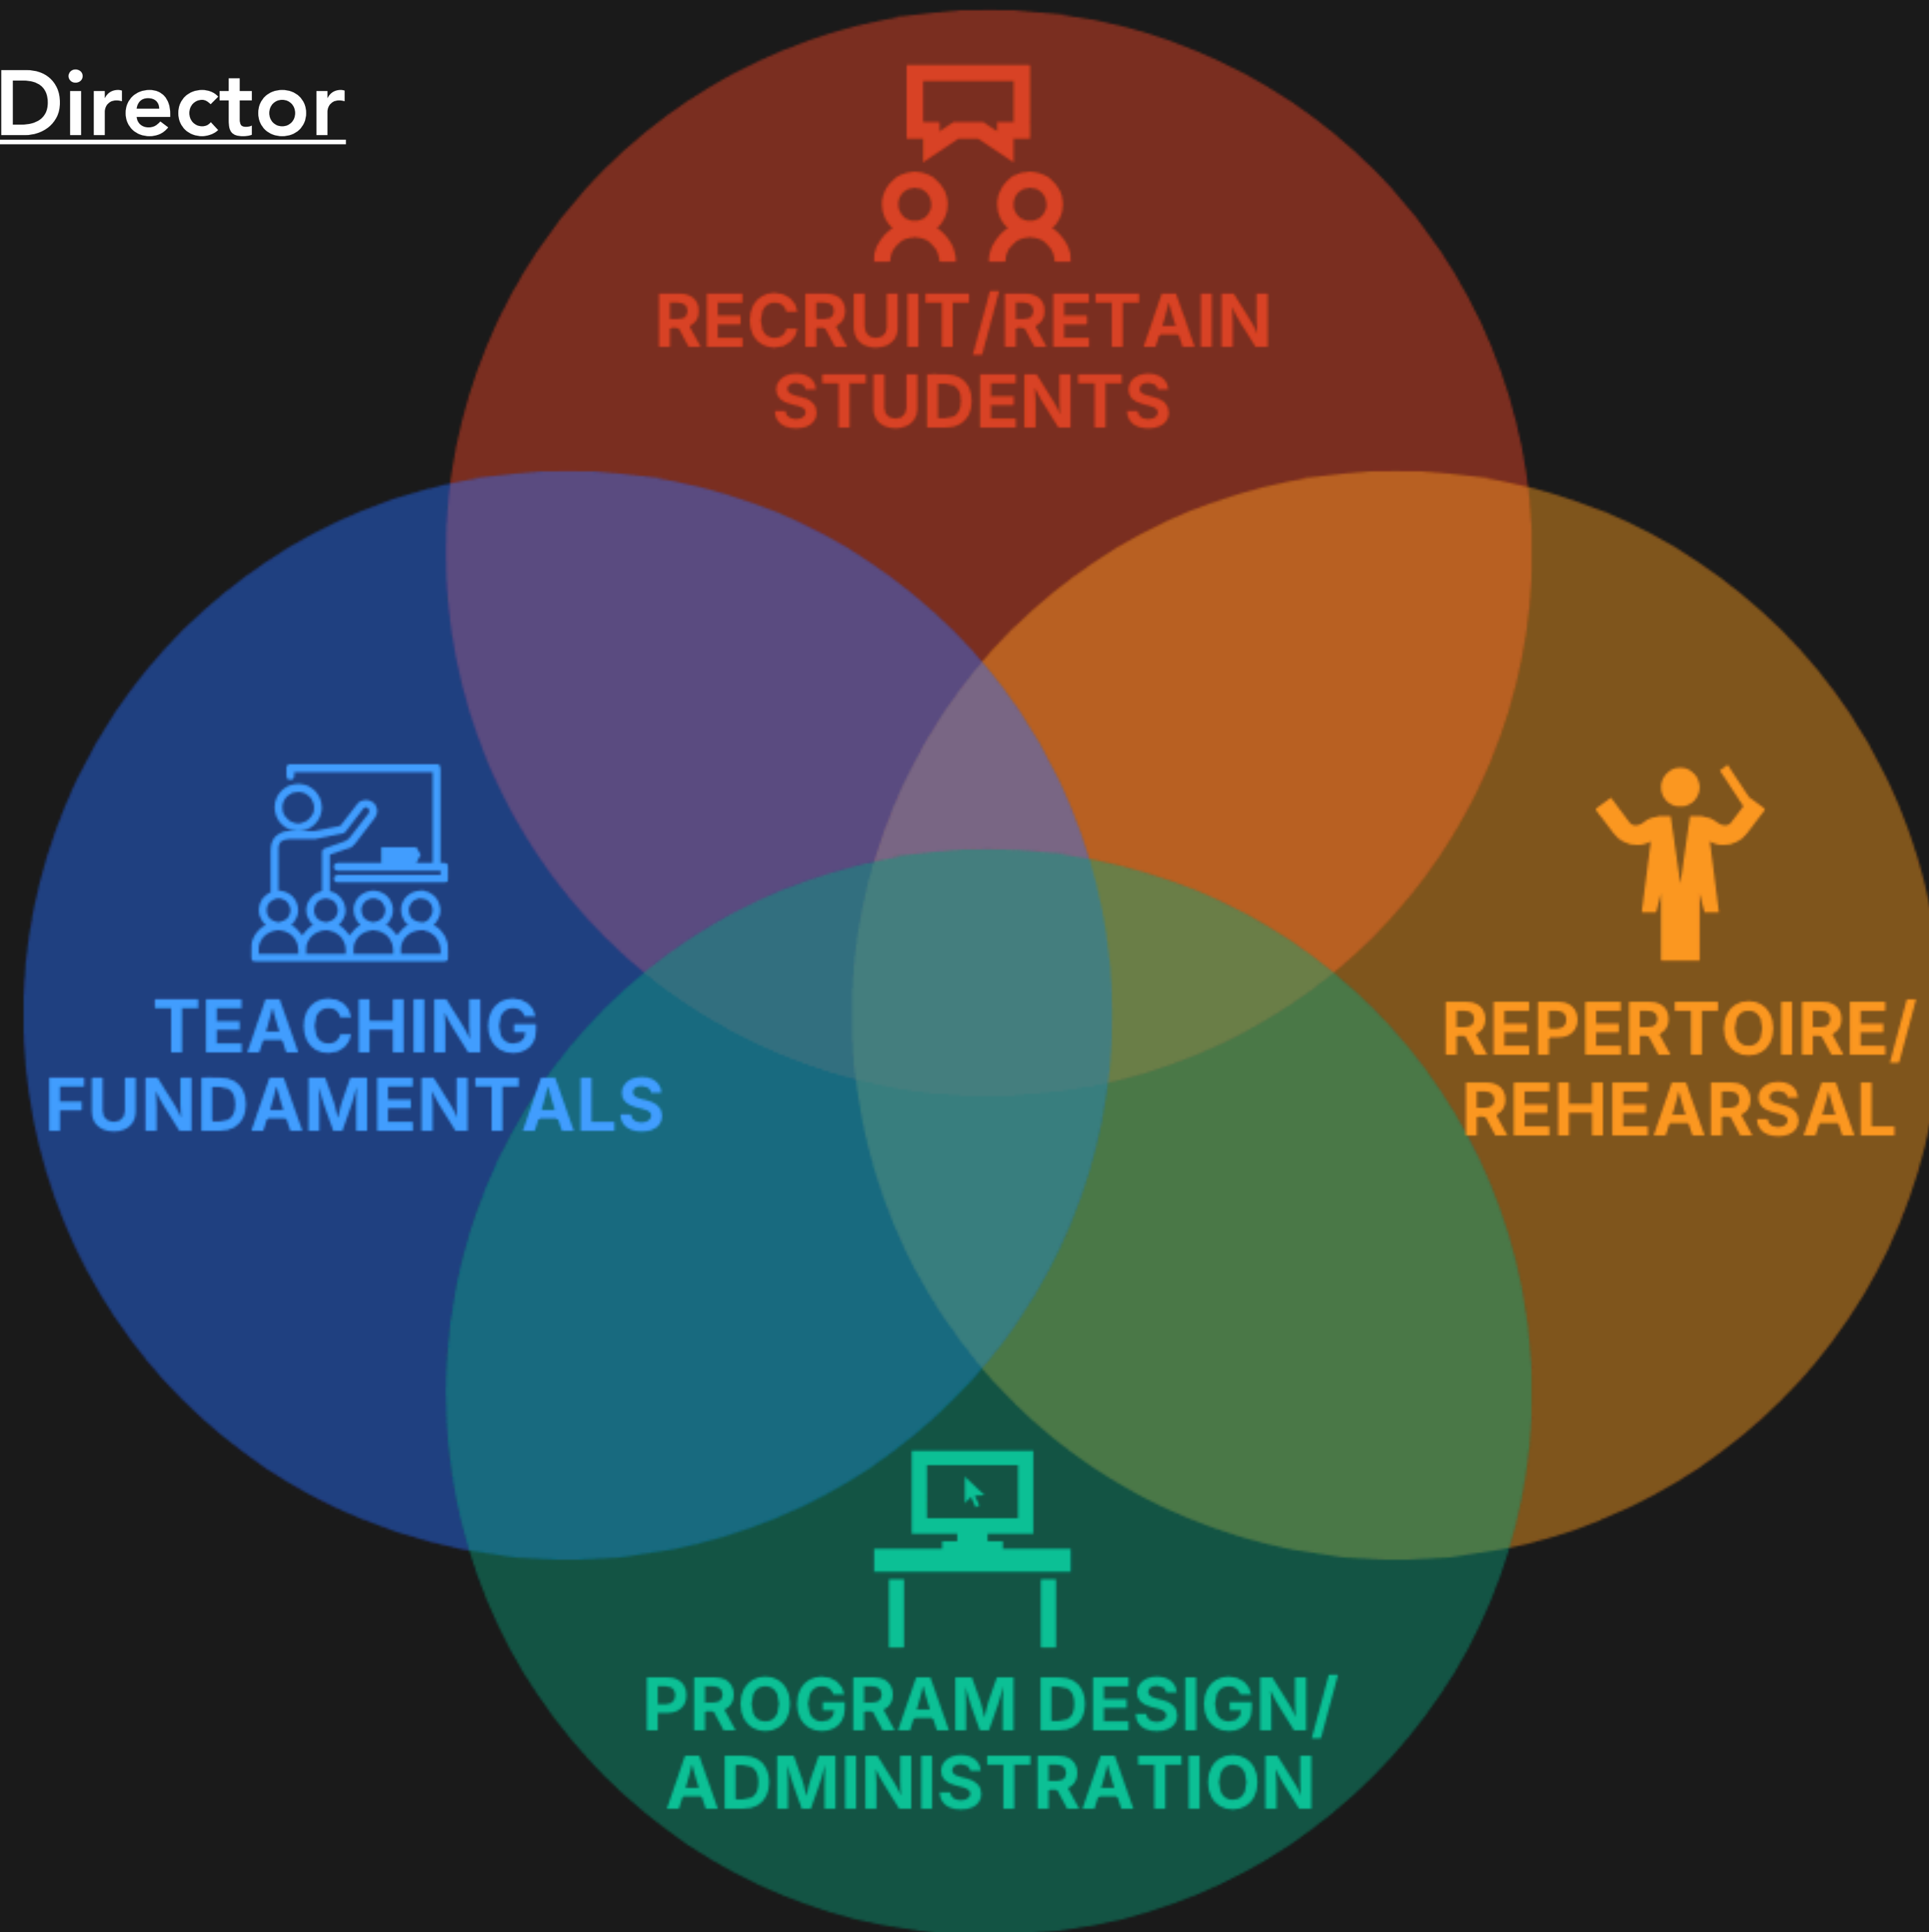 Director
RECRUIT/RETAIN
STUDENTS
TEACHING
FUNDAMENTALS
REPERTOIRE/
REHEARSAL
PROGRAM DESIGN/
ADMINISTRATION